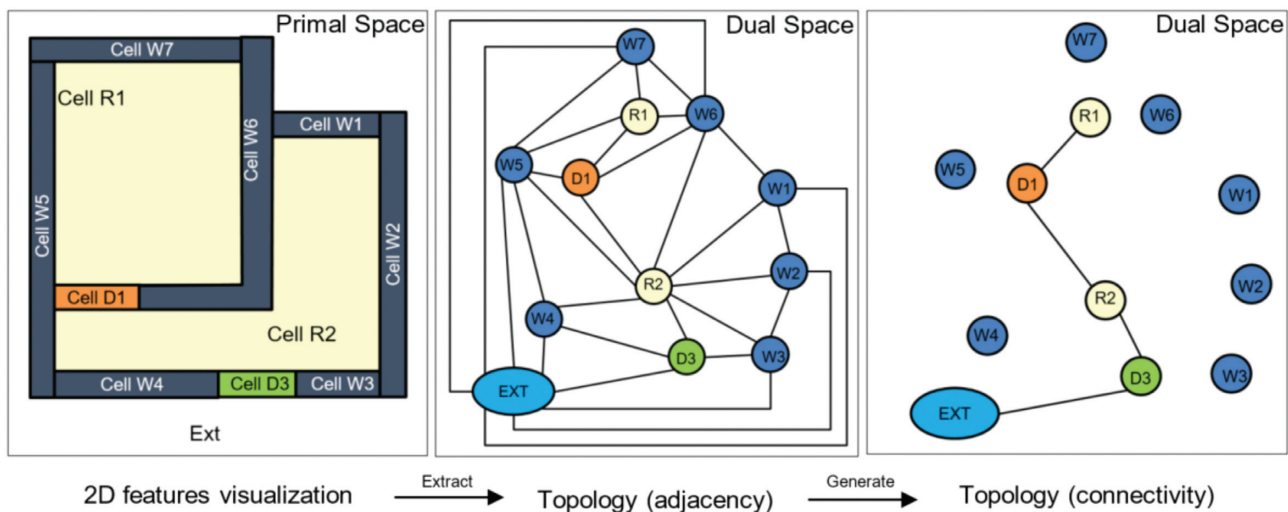 Primal Space
Cell W7
Cell R1
Cell W6
Cell W1
Cell W5
Cell W2
Cell D1
Cell R2
Cell W4
Cell D3
Cell W3
Ext
Dual Space
W7
R1
W6
W5
D1
W1
W2
R2
W4
D3
W3
EXT
Dual Space
W7
R1
W6
W5
D1
W1
W2
R2
W4
D3
W3
EXT
2D features visualization
Extract
Topology (adjacency)
Generate
Topology (connectivity)